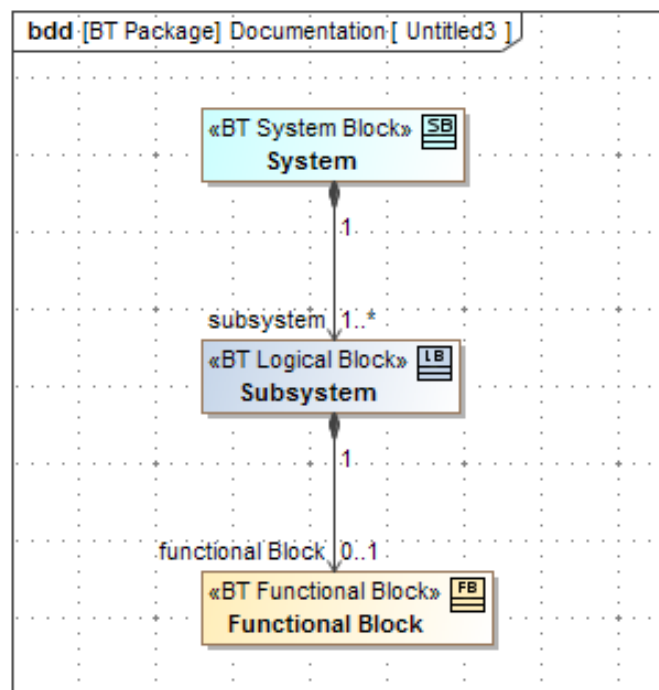 bdd [BT Package] Documentation [ Untitled3 ]
«BT System Block» SB
System
1
subsystem 1..*
«BT Logical Block» LB
Subsystem
1
functional Block 0..1
«BT Functional Block» FB
Functional Block